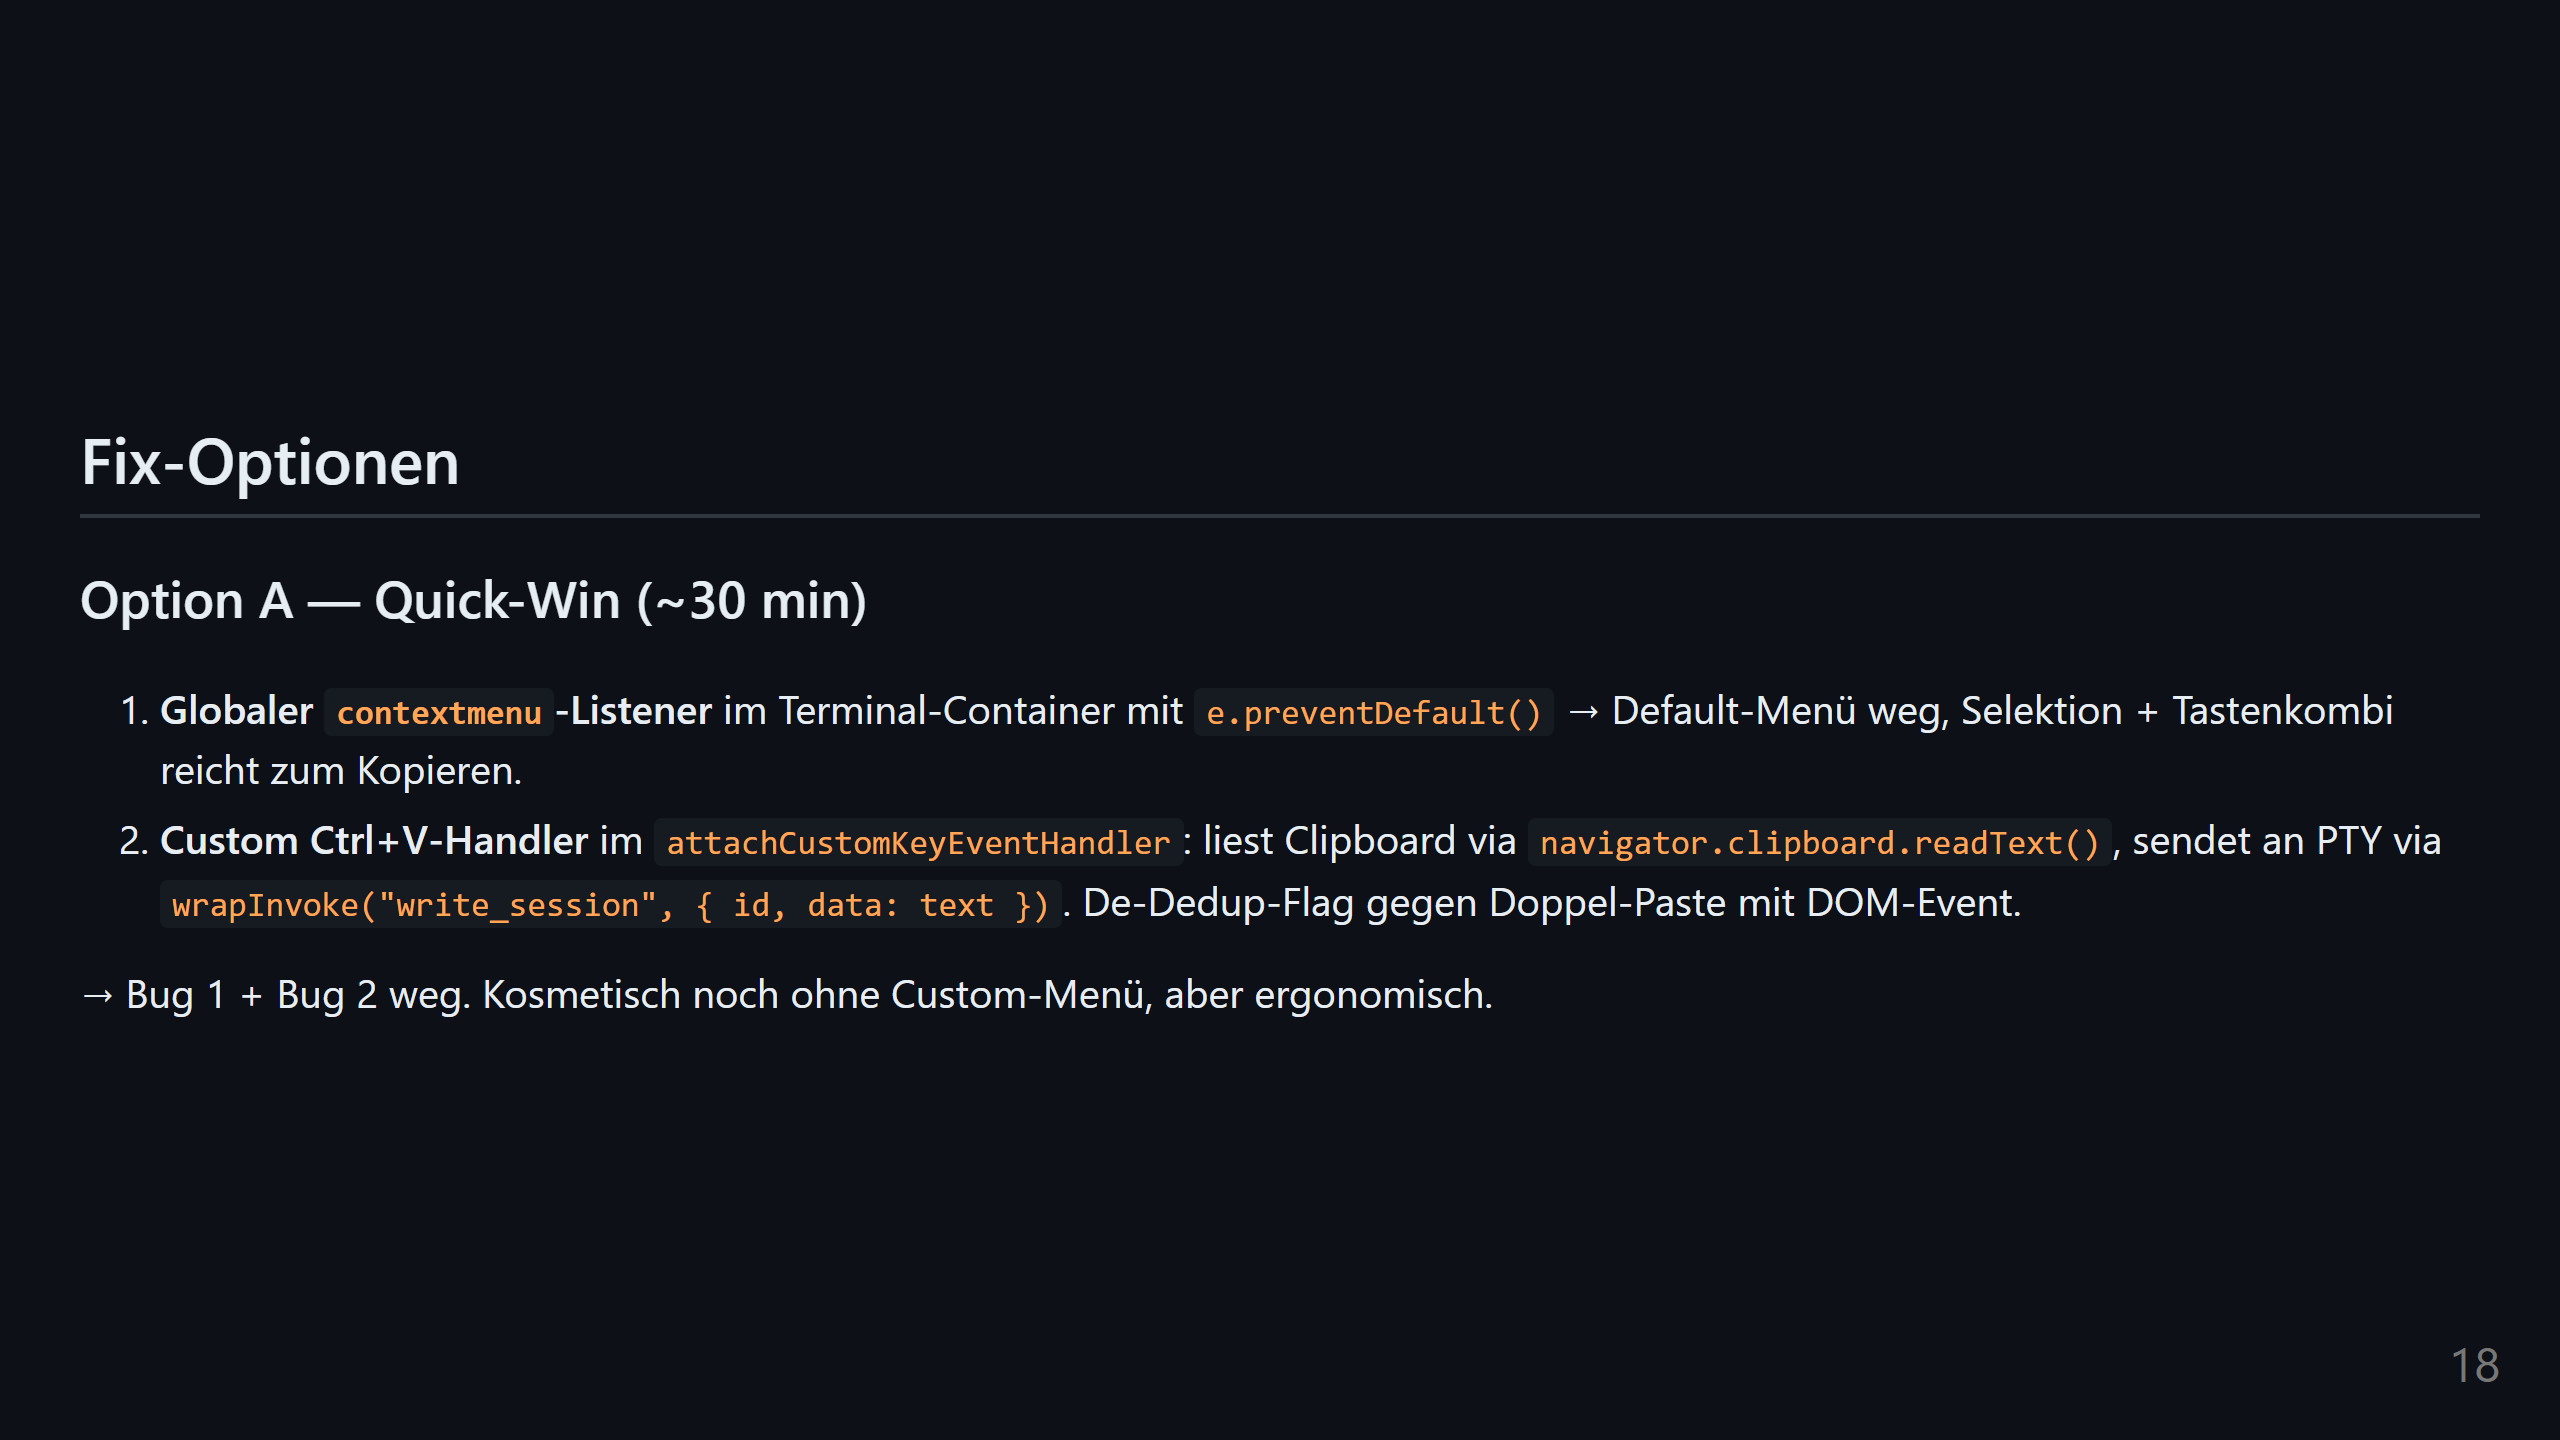 Fix-Optionen
Option A — Quick-Win (~30 min)
1. Globaler contextmenu -Listener im Terminal-Container mit e.preventDefault() → Default-Menü weg, Selektion + Tastenkombi
reicht zum Kopieren.
2. Custom Ctrl+V-Handler im attachCustomKeyEventHandler : liest Clipboard via navigator.clipboard.readText() , sendet an PTY via
wrapInvoke("write_session", { id, data: text }) . De-Dedup-Flag gegen Doppel-Paste mit DOM-Event.
→ Bug 1 + Bug 2 weg. Kosmetisch noch ohne Custom-Menü, aber ergonomisch.
18